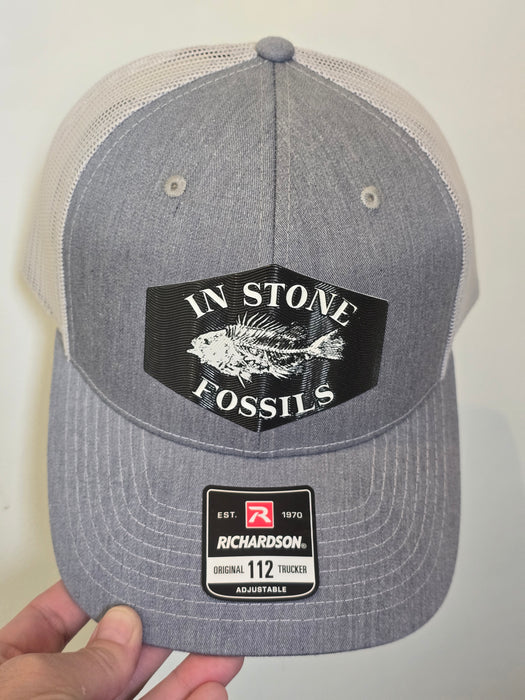 IN STONE
FOSSILS
EST. 1970
RICHARDSON®
ORIGINAL 112 TRUCKER
ADJUSTABLE